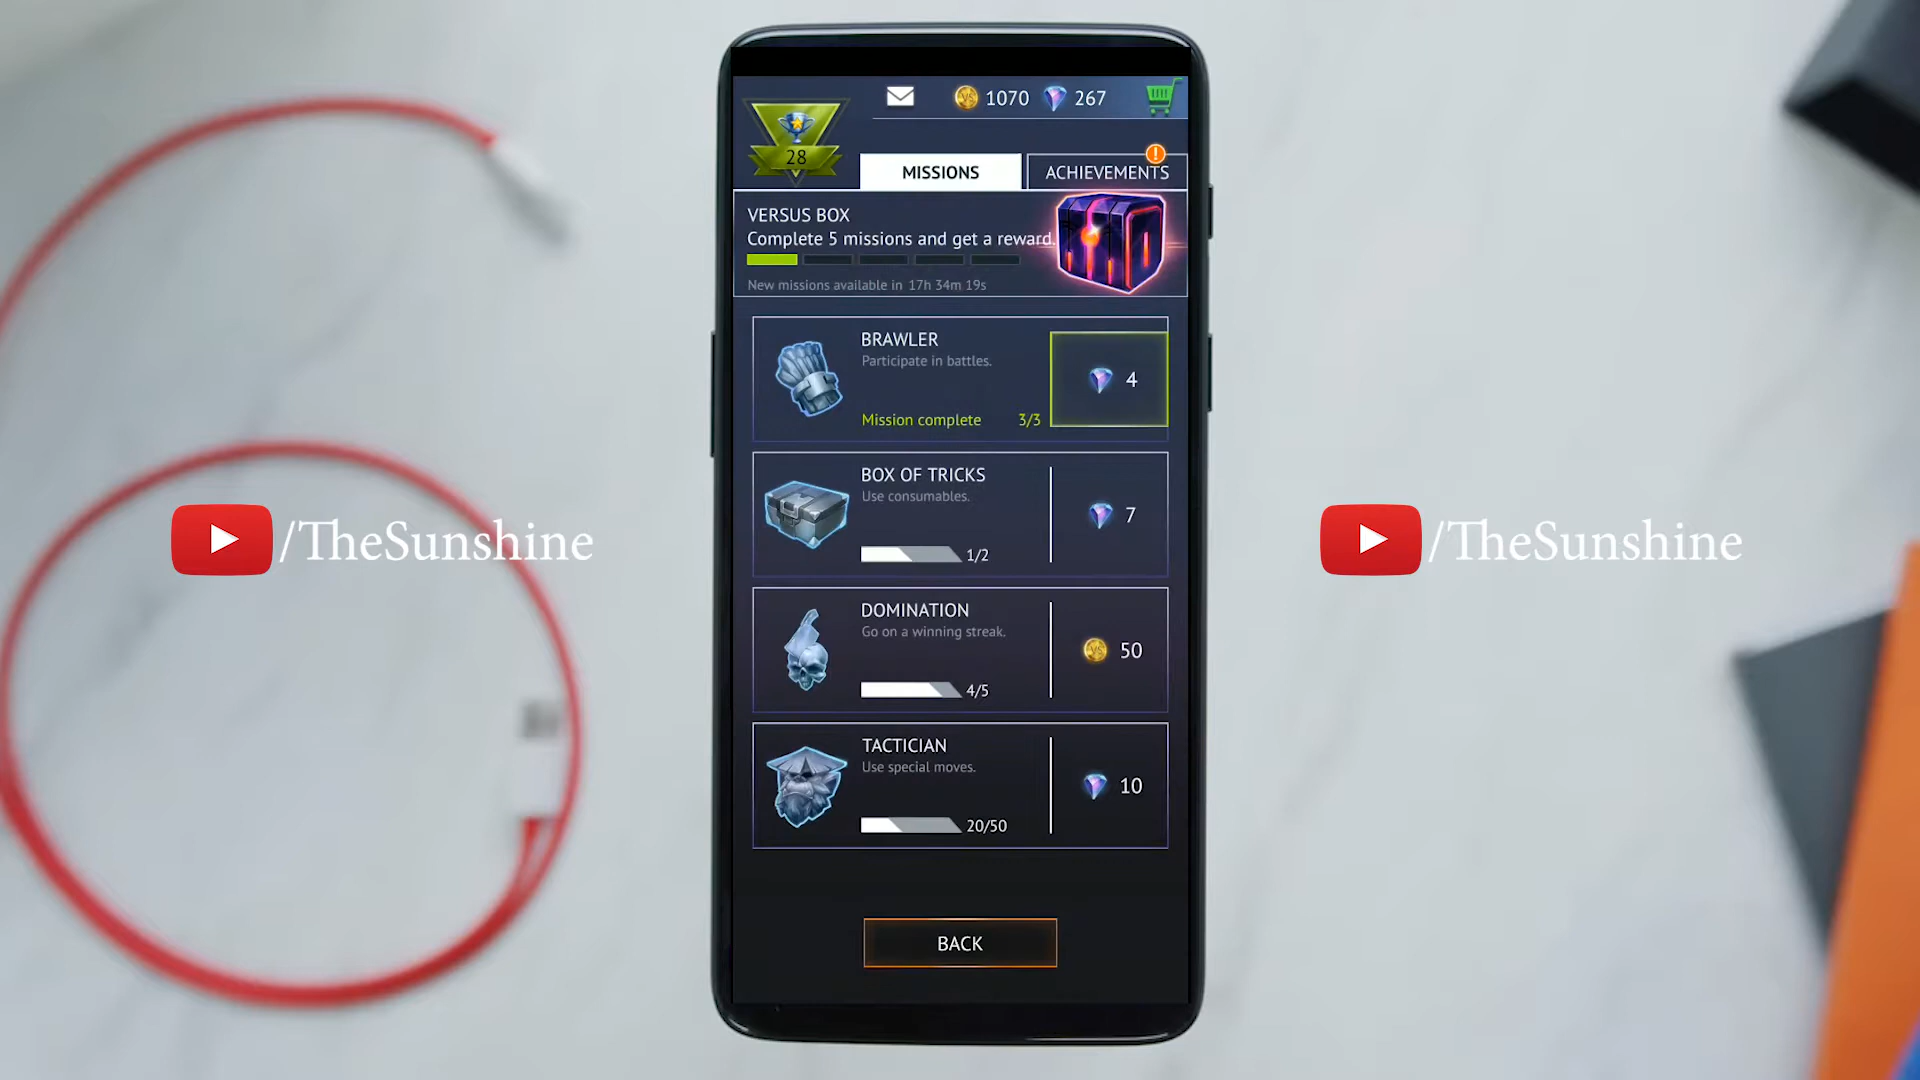 1070 267
28
MISSIONS ACHIEVEMENTS
VERSUS BOX
Complete 5 missions and get a reward.
New missions available in 17h 34m 19s
BRAWLER
Participate in battles.
4
Mission complete 3/3
BOX OF TRICKS
Use consumables.
7
1/2
/TheSunshine
/TheSunshine
DOMINATION
Go on a winning streak.
50
4/5
TACTICIAN
Use special moves.
10
20/50
BACK